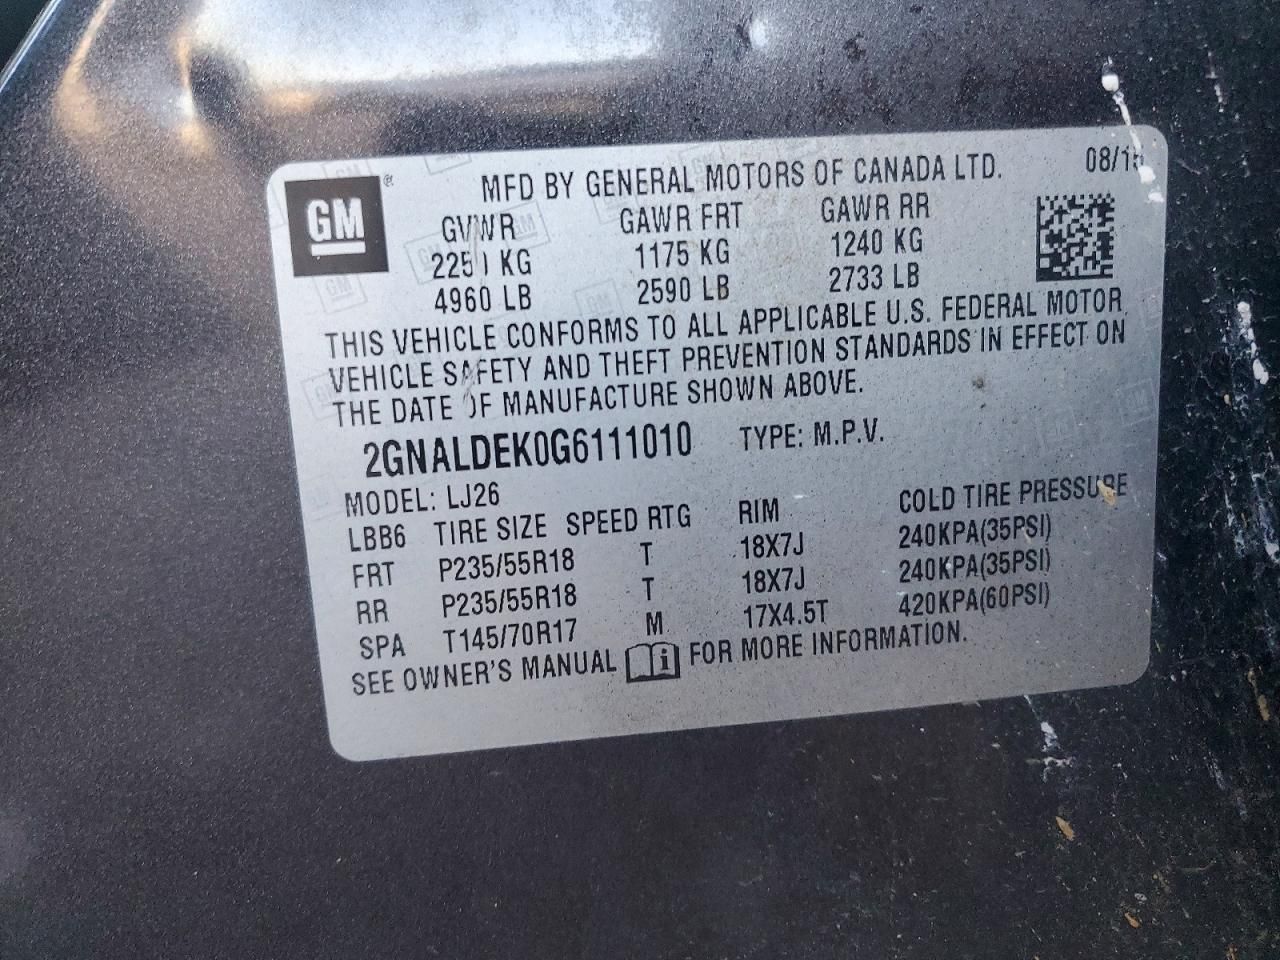 GM ®
MFD BY GENERAL MOTORS OF CANADA LTD.
GVWR GAWR FRT GAWR RR
2250 KG 1175 KG 1240 KG
4960 LB 2590 LB 2733 LB
THIS VEHICLE CONFORMS TO ALL APPLICABLE U.S. FEDERAL MOTOR
VEHICLE SAFETY AND THEFT PREVENTION STANDARDS IN EFFECT ON
THE DATE OF MANUFACTURE SHOWN ABOVE.
2GNALDEK0G6111010 TYPE: M.P.V.
MODEL: LJ26
LBB6 TIRE SIZE SPEED RTG RIM COLD TIRE PRESSURE
FRT P235/55R18 T 18X7J 240KPA(35PSI)
RR P235/55R18 T 18X7J 240KPA(35PSI)
SPA T145/70R17 M 17X4.5T 420KPA(60PSI)
SEE OWNER'S MANUAL i FOR MORE INFORMATION.